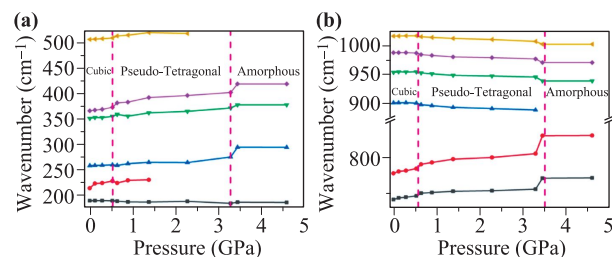 (a)
500
450
400
350
300
250
200
Wavenumber (cm⁻¹)
Cubic
Pseudo-Tetragonal
Amorphous
0 1 2 3 4 5
Pressure (GPa)
(b)
1000
950
900
800
Wavenumber (cm⁻¹)
Cubic
Pseudo-Tetragonal
Amorphous
0 1 2 3 4 5
Pressure (GPa)